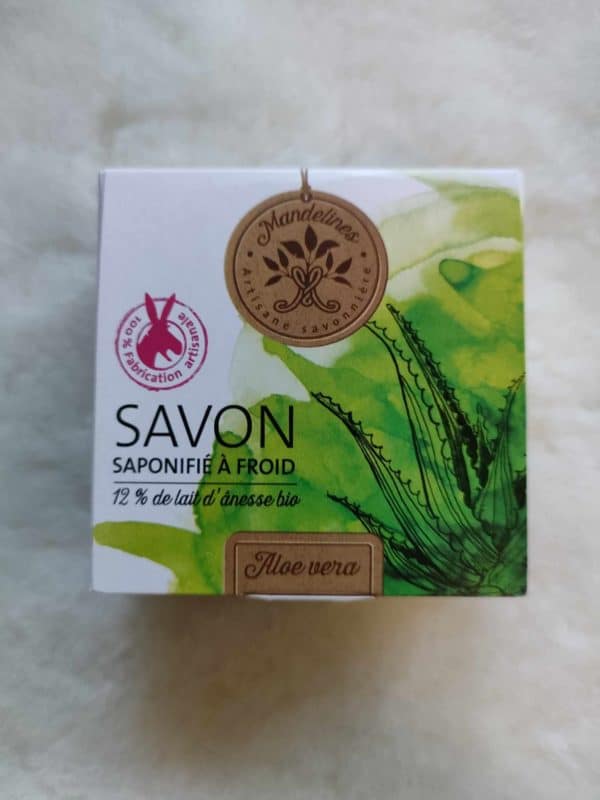 Mandelines
Artisane savonnière
100% Fabrication artisanale
SAVON
SAPONIFIÉ À FROID
12 % de lait d'ânesse bio
Aloe vera